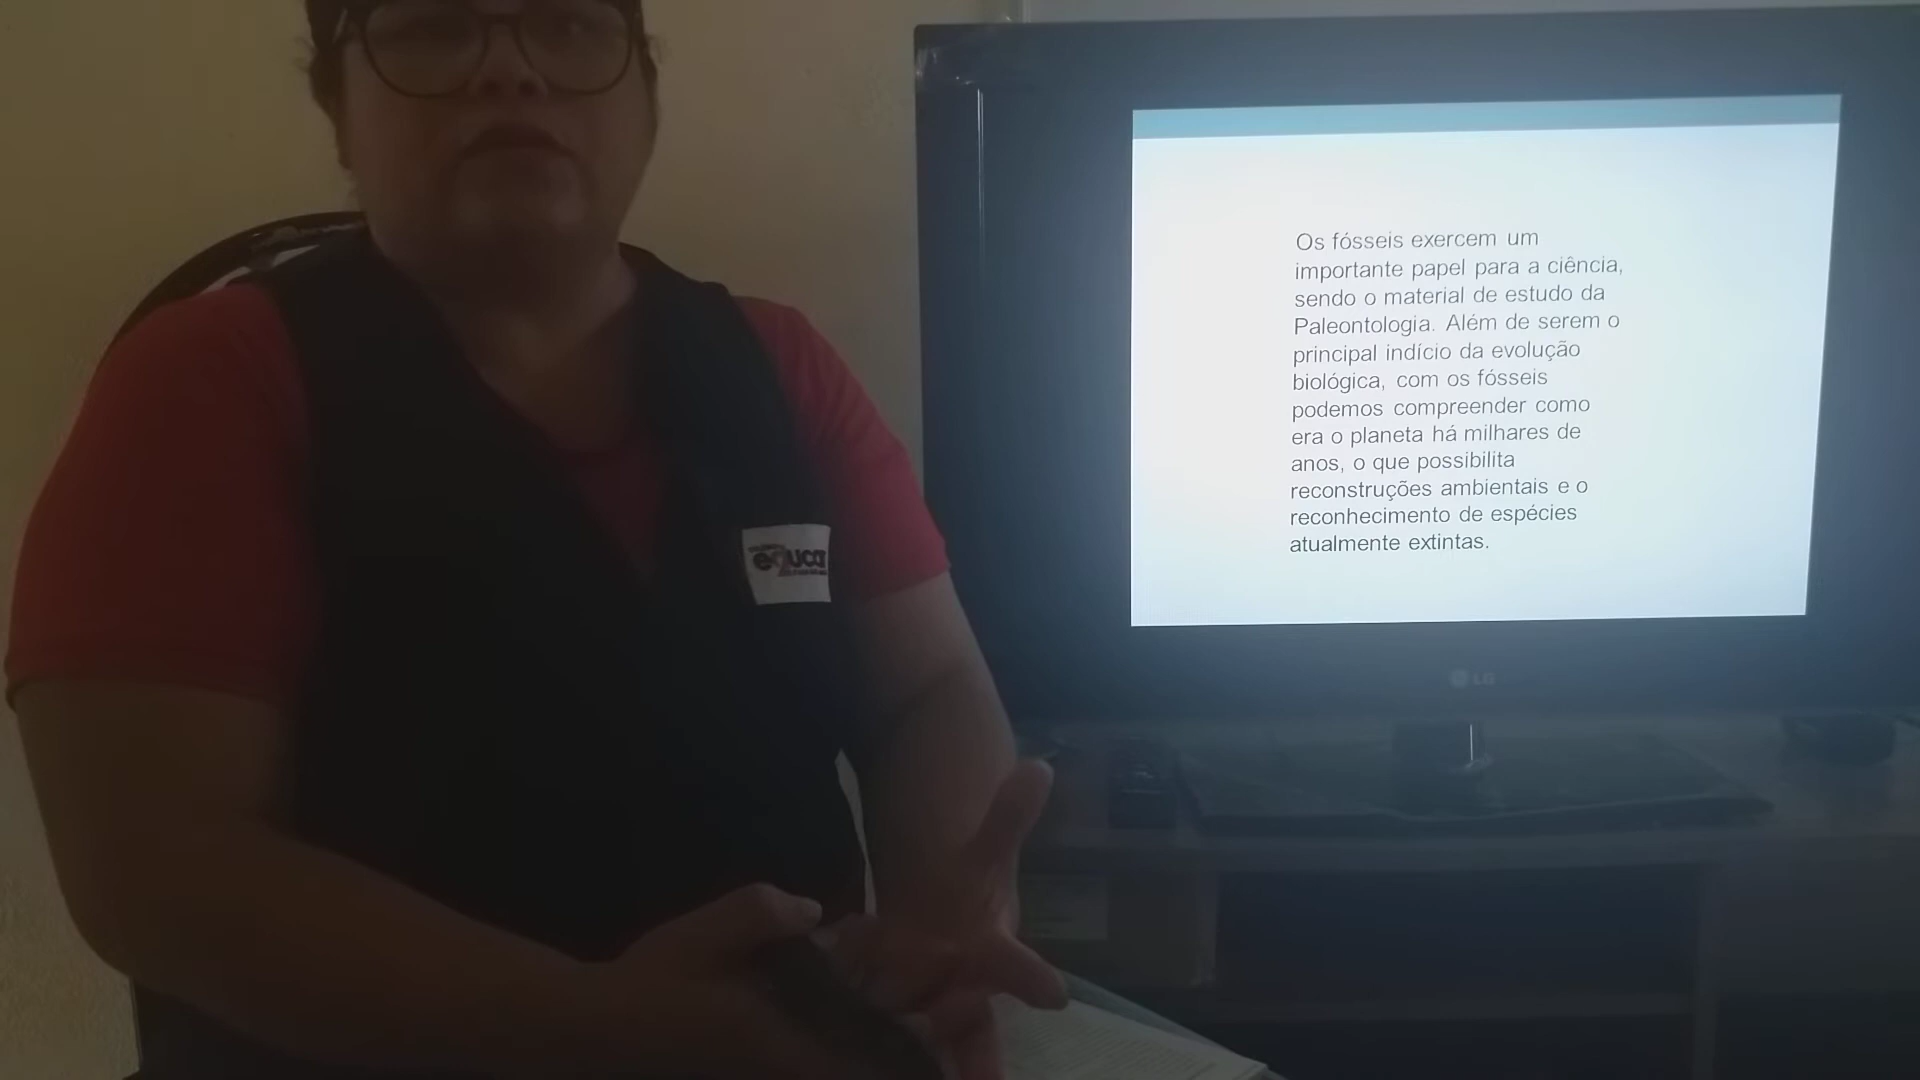 Os fósseis exercem um
importante papel para a ciência,
sendo o material de estudo da
Paleontologia. Além de serem o
principal indício da evolução
biológica, com os fósseis
podemos compreender como
era o planeta há milhares de
anos, o que possibilita
reconstruções ambientais e o
reconhecimento de espécies
atualmente extintas.
LG